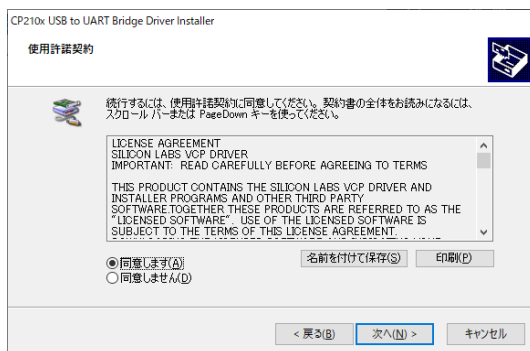 CP210x USB to UART Bridge Driver Installer
使用許諾契約
続行するには、使用許諾契約に同意してください。契約書の全体をお読みになるには、
スクロール バーまたは PageDown キーを使ってください。
LICENSE AGREEMENT
SILICON LABS VCP DRIVER
IMPORTANT: READ CAREFULLY BEFORE AGREEING TO TERMS
THIS PRODUCT CONTAINS THE SILICON LABS VCP DRIVER AND
INSTALLER PROGRAMS AND OTHER THIRD PARTY
SOFTWARE.TOGETHER THESE PRODUCTS ARE REFERRED TO AS THE
"LICENSED SOFTWARE". USE OF THE LICENSED SOFTWARE IS
SUBJECT TO THE TERMS OF THIS LICENSE AGREEMENT.
同意します(A)
名前を付けて保存(S) 印刷(P)
同意しません(D)
< 戻る(B) 次へ(N) > キャンセル